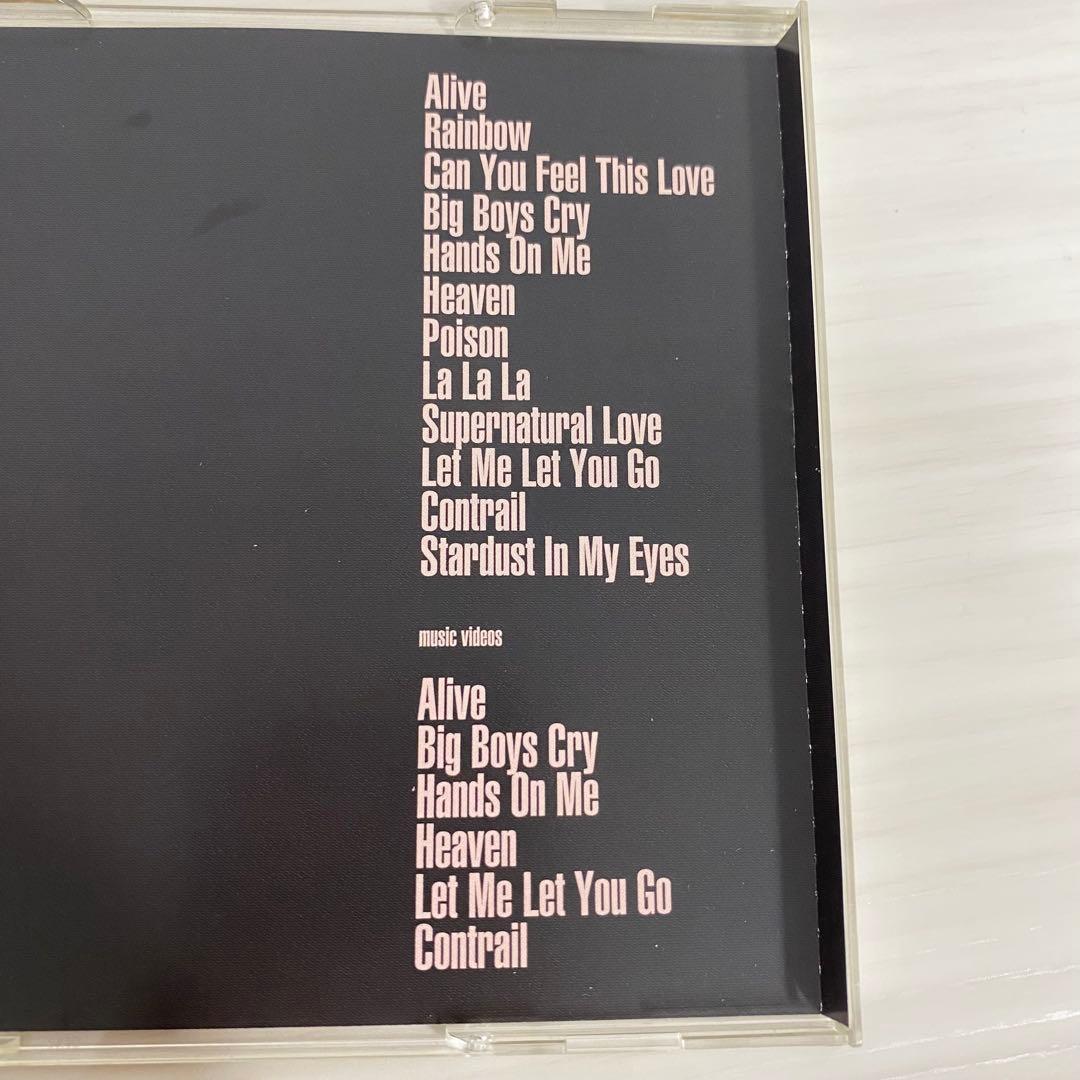 Alive
Rainbow
Can You Feel This Love
Big Boys Cry
Hands On Me
Heaven
Poison
La La La
Supernatural Love
Let Me Let You Go
Contrail
Stardust In My Eyes
music videos
Alive
Big Boys Cry
Hands On Me
Heaven
Let Me Let You Go
Contrail